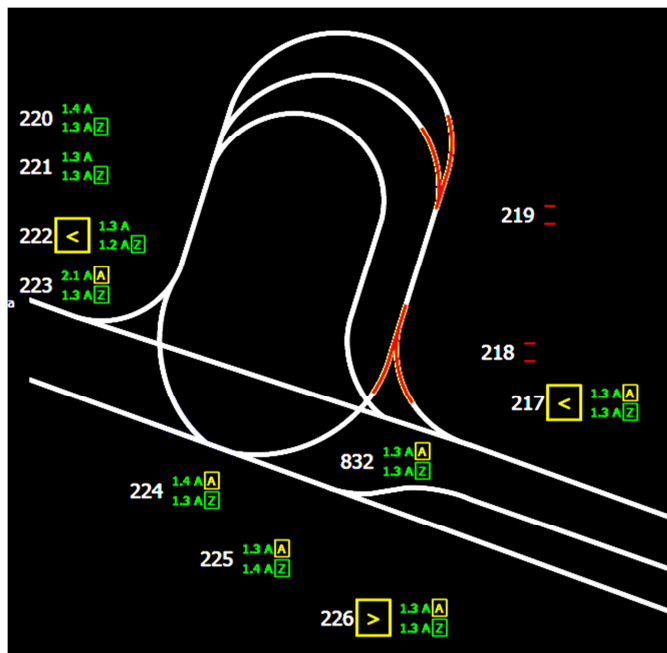 220 1.4 A
1.3 A Z
221 1.3 A
1.3 A Z
222 < 1.3 A
1.2 A Z
223 2.1 A A
1.3 A Z
a
219 –
–
218 –
–
217 < 1.3 A A
1.3 A Z
832 1.3 A A
1.3 A Z
224 1.4 A A
1.3 A Z
225 1.3 A A
1.4 A Z
226 > 1.3 A A
1.3 A Z